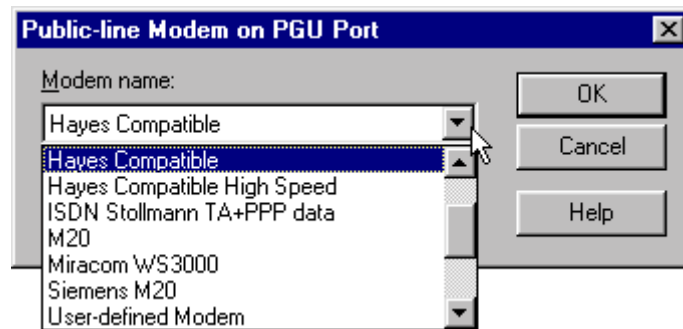 Public-line Modem on PGU Port
Modem name:
Hayes Compatible
Hayes Compatible
Hayes Compatible High Speed
ISDN Stollmann TA+PPP data
M20
Miracom WS3000
Siemens M20
User-defined Modem
OK
Cancel
Help